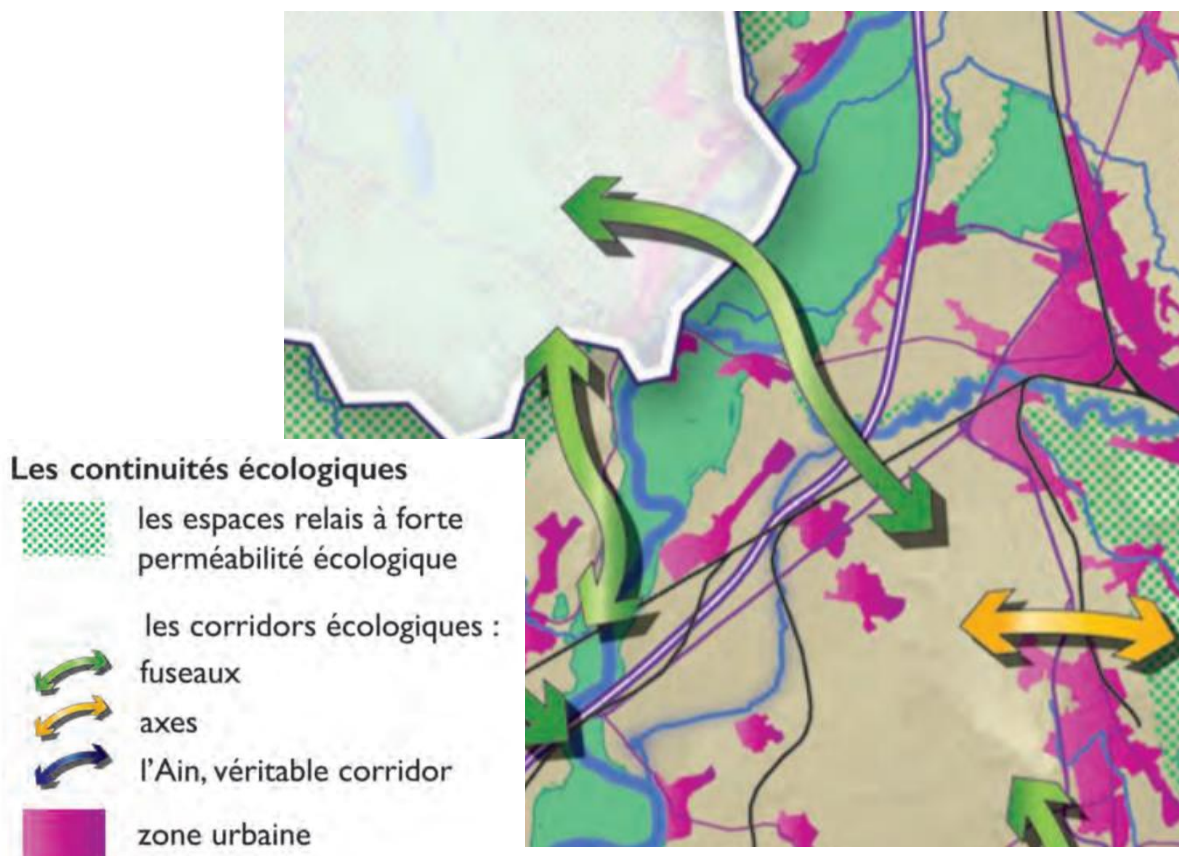 Les continuités écologiques
les espaces relais à forte
perméabilité écologique
les corridors écologiques :
fuseaux
axes
l'Ain, véritable corridor
zone urbaine